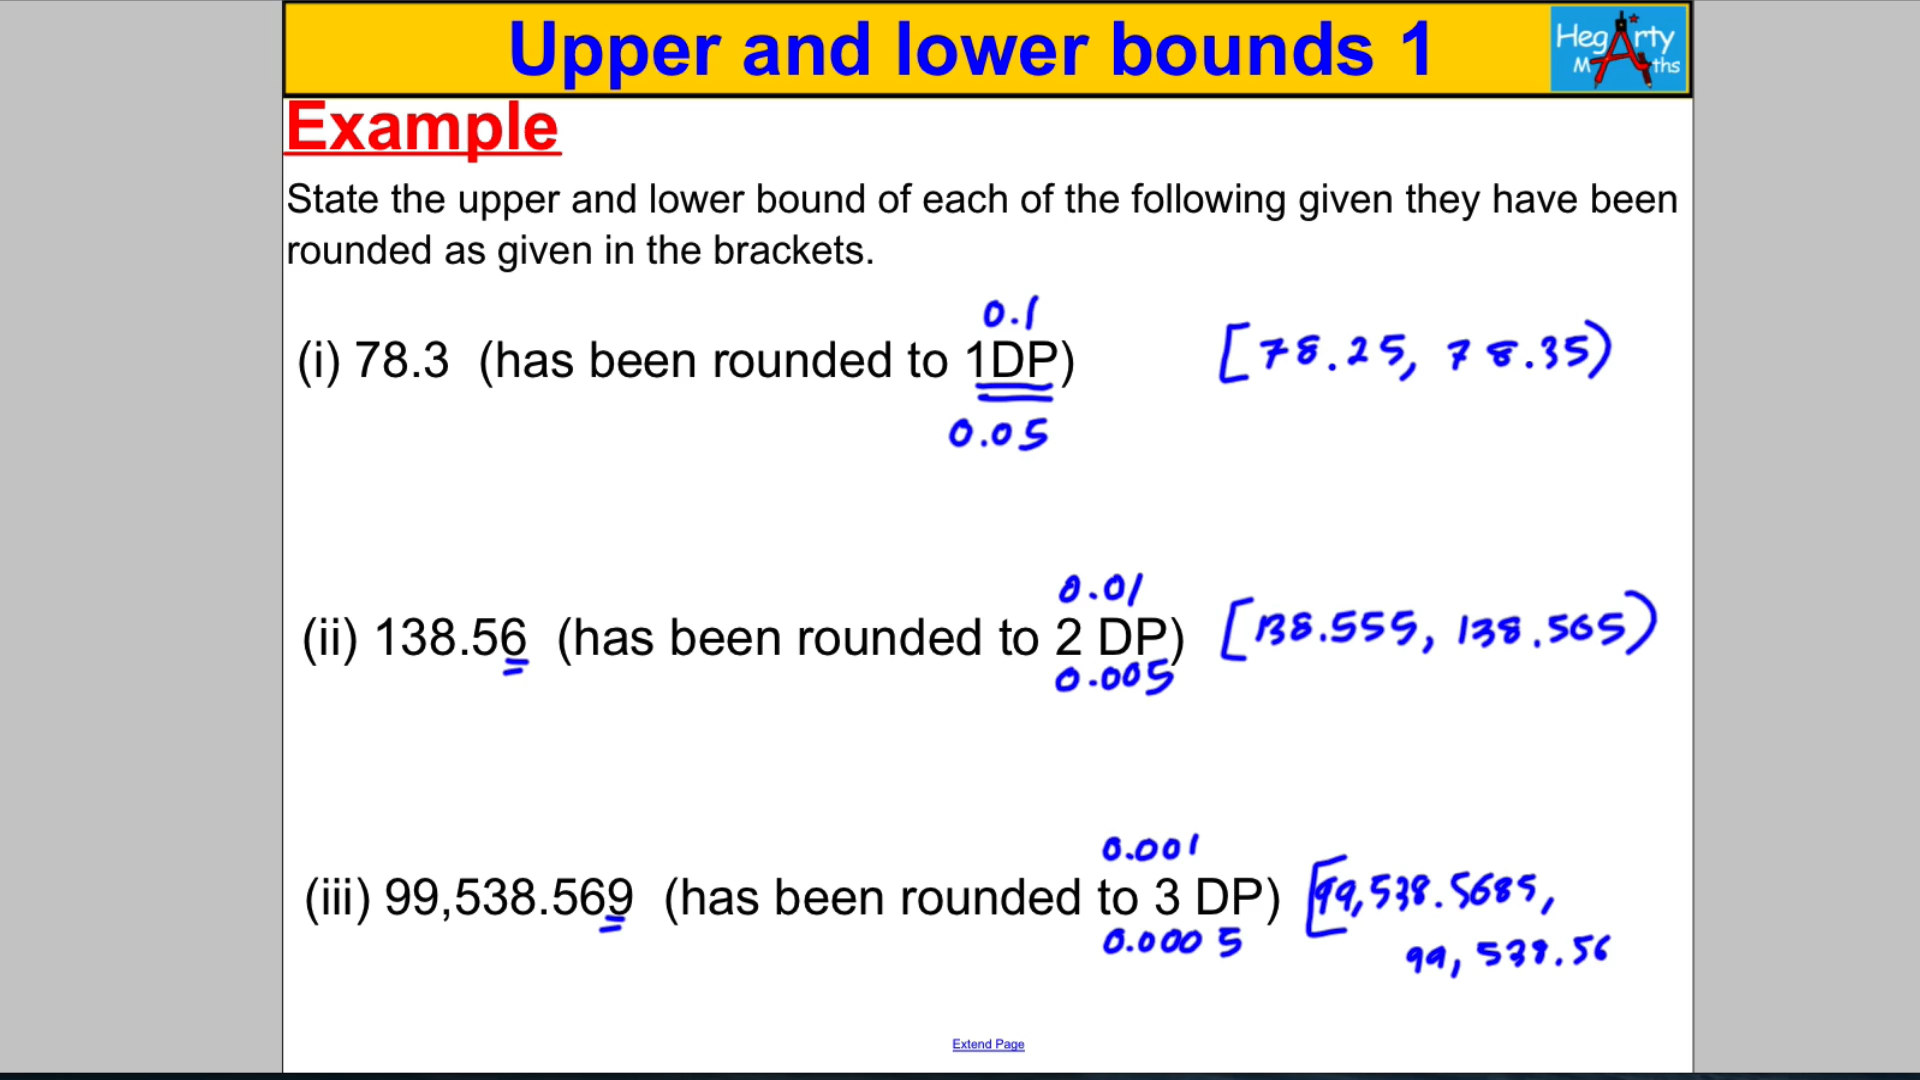 Upper and lower bounds 1
HegArty
Maths
Example
State the upper and lower bound of each of the following given they have been
rounded as given in the brackets.
0.1
(i) 78.3 (has been rounded to 1DP) [78.25, 78.35)
0.05
0.01
(ii) 138.56 (has been rounded to 2 DP) [138.555, 138.565)
0.005
0.001
(iii) 99,538.569 (has been rounded to 3 DP) [99,538.5685,
0.0005
99,538.56
Extend Page